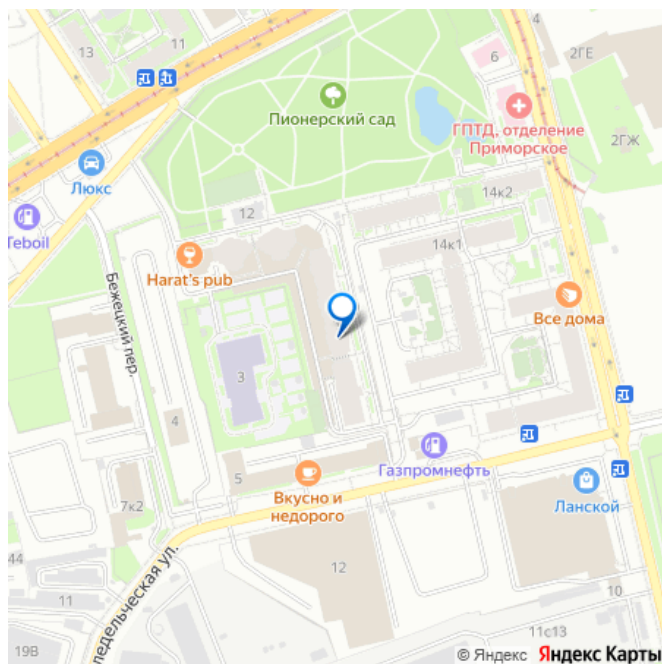 4
13
11
2ГЕ
6
Пионерский сад
ГПТД, отделение
Приморское
2ГЖ
Люкс
14к2
12
Teboil
14к1
Harat's pub
Бежецкий пер.
Все дома
3
4
Газпромнефть
5
Вкусно и
недорого
Ланской
7к2
44
12
10
11
ледельческая ул.
11с13
19В
© Яндекс Яндекс Карты